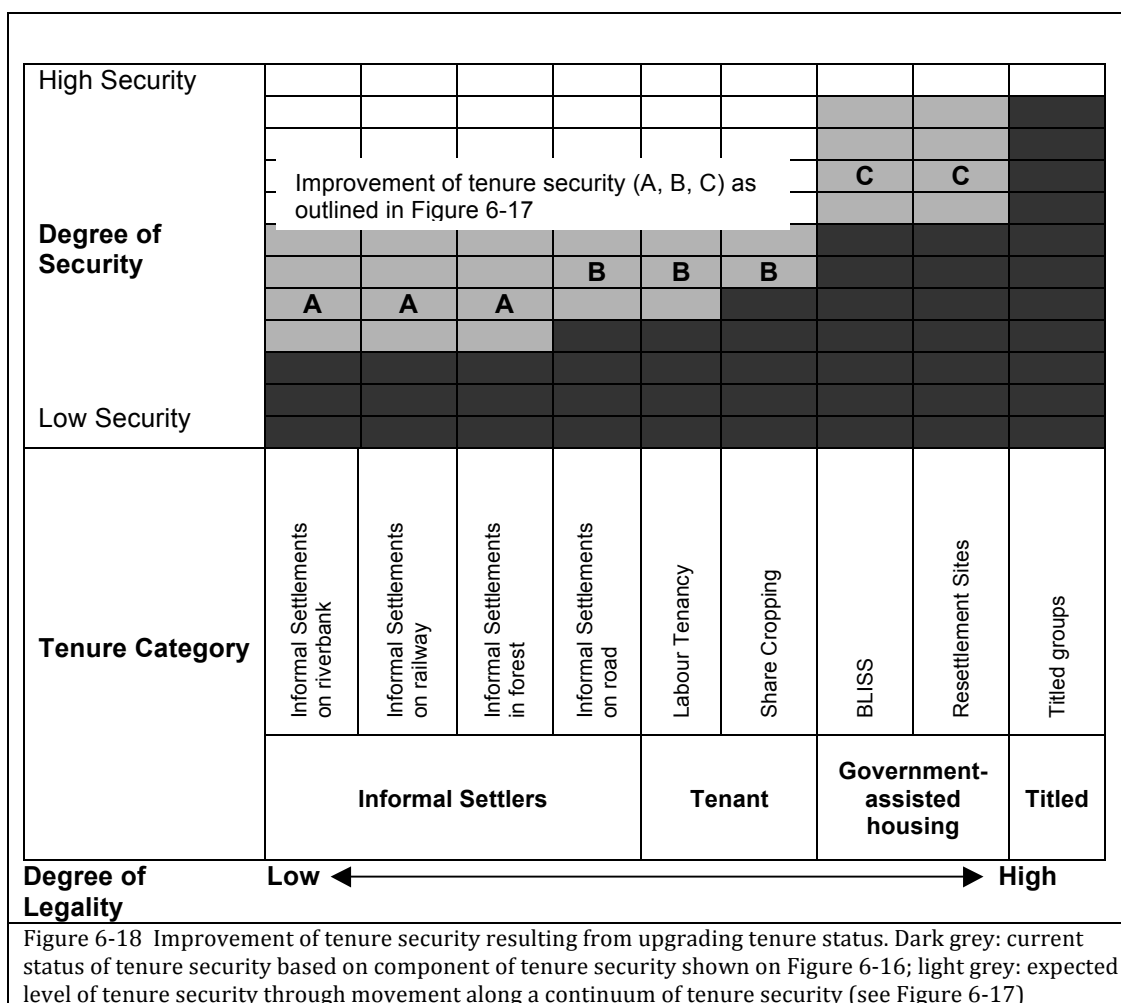 High Security
Improvement of tenure security (A, B, C) as
outlined in Figure 6-17
C C
Degree of
Security
B B B
A A A
Low Security
Tenure Category
Informal Settlements
on riverbank
Informal Settlements
on railway
Informal Settlements
in forest
Informal Settlements
on road
Labour Tenancy
Share Cropping
BLISS
Resettlement Sites
Titled groups
Informal Settlers
Tenant
Government-
assisted
housing
Titled
Degree of
Legality
Low
High
Figure 6-18 Improvement of tenure security resulting from upgrading tenure status. Dark grey: current
status of tenure security based on component of tenure security shown on Figure 6-16; light grey: expected
level of tenure security through movement along a continuum of tenure security (see Figure 6-17)